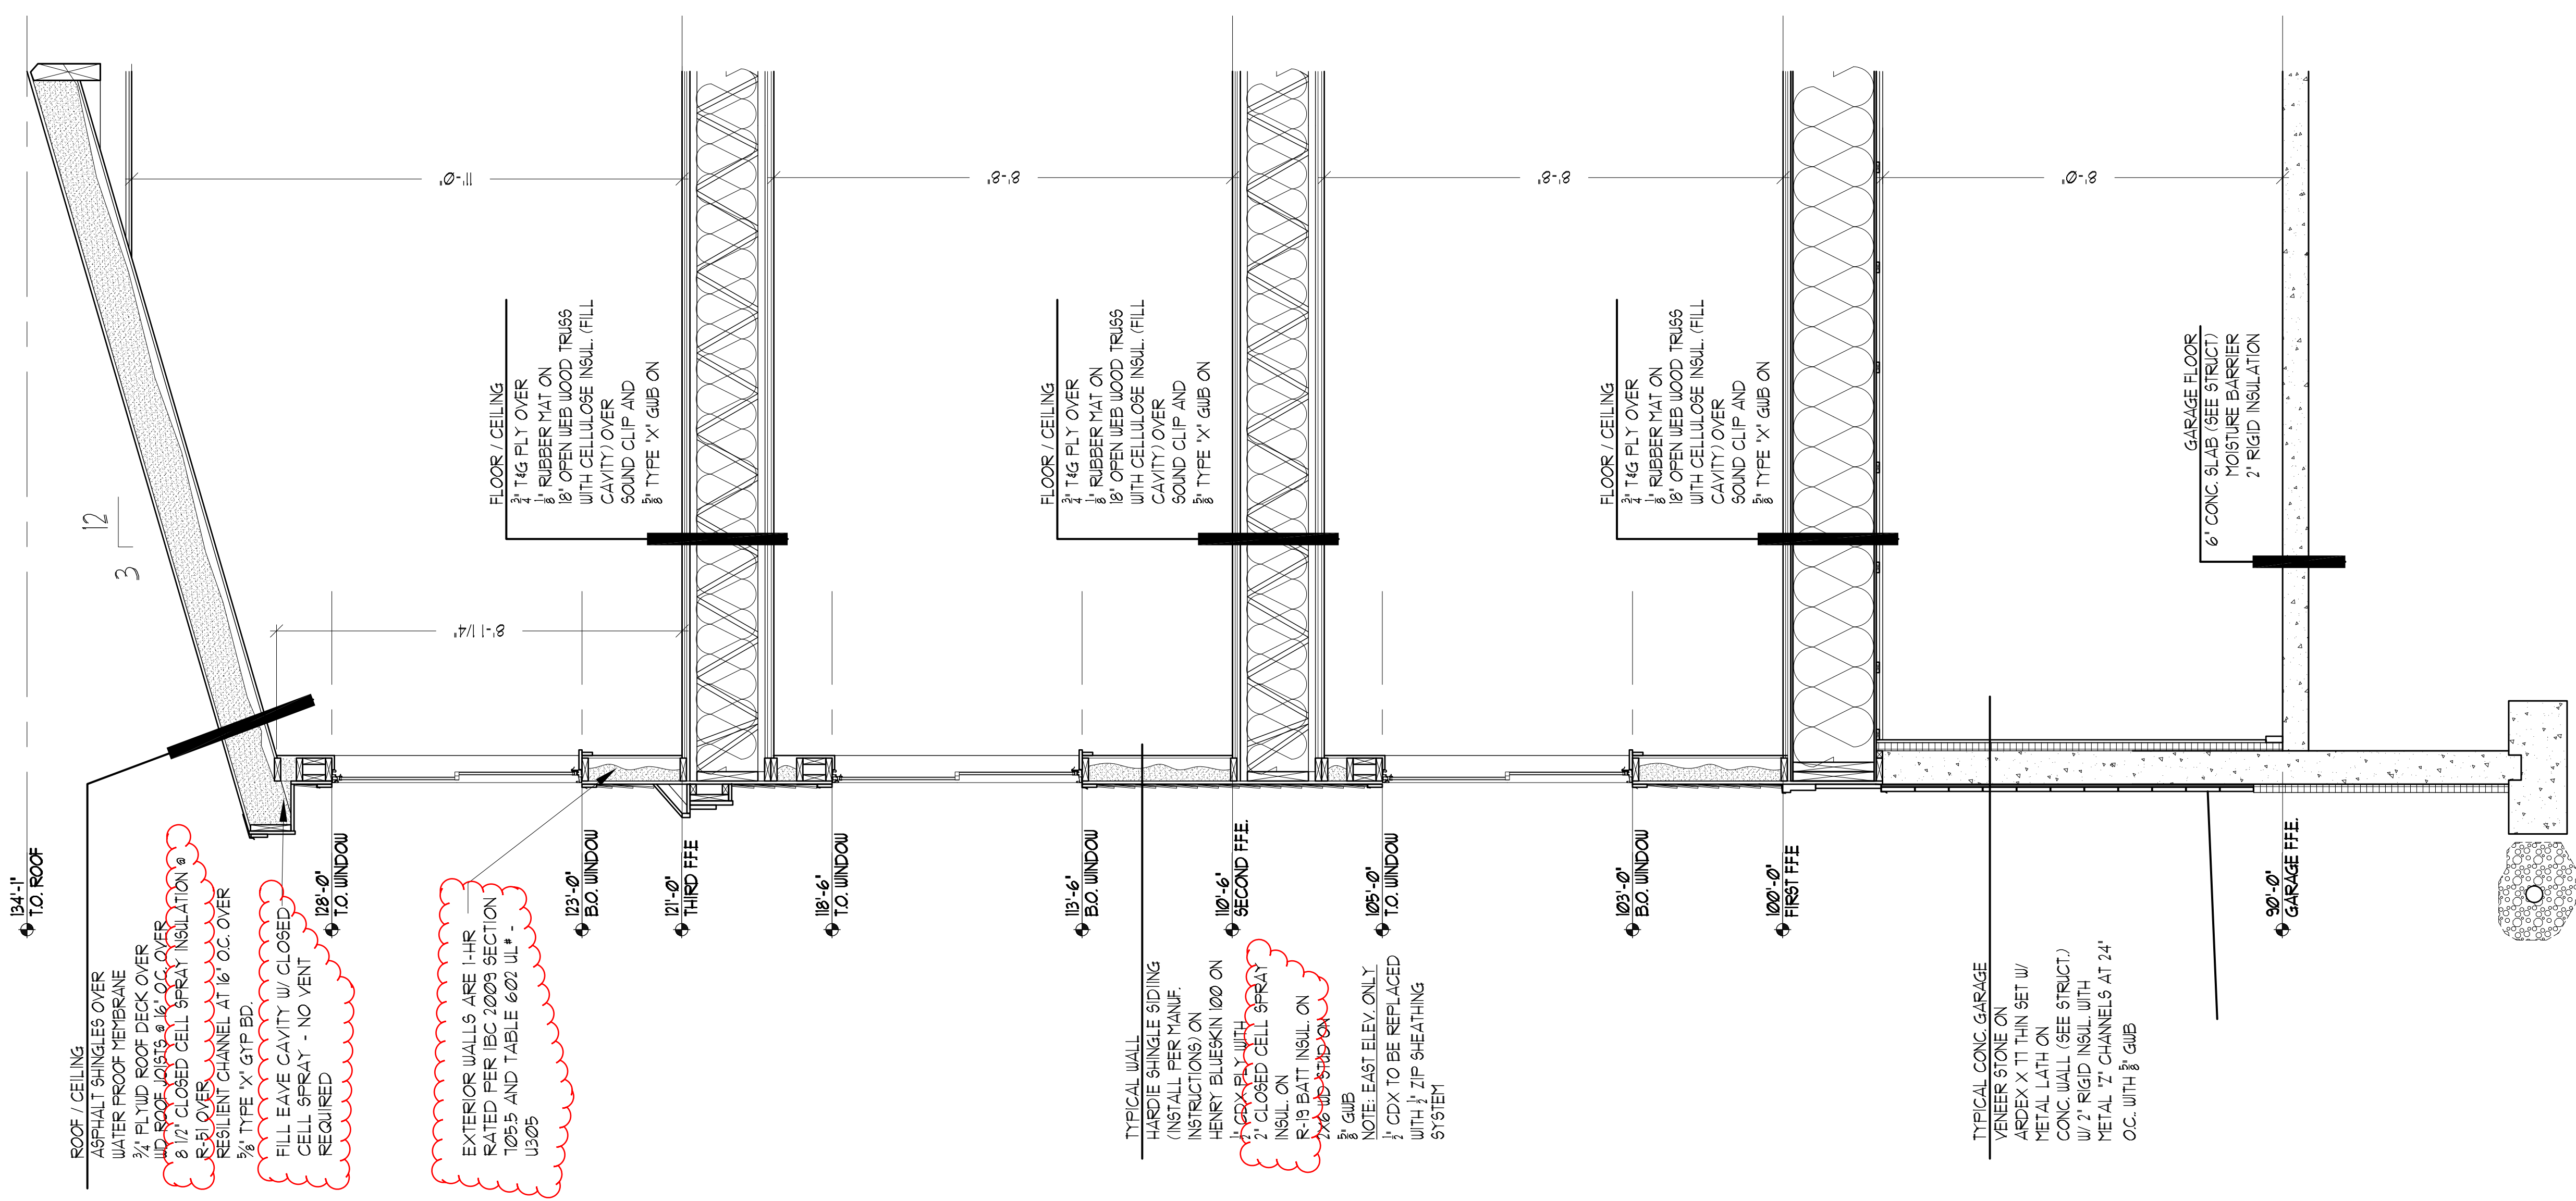 ROOF / CEILING
ASPHALT SHINGLES OVER
WATER PROOF MEMBRANE
3/4" PLYWD ROOF DECK OVER
WD ROOF JOISTS @ 16" O.C. OVER
8 1/2" CLOSED CELL SPRAY INSULATION @
R-51 OVER
RESILIENT CHANNEL AT 16" O.C. OVER
5/8" TYPE "X" GYP BD.
FILL EAVE CAVITY W/ CLOSED
CELL SPRAY - NO VENT
REQUIRED
EXTERIOR WALLS ARE 1-HR
RATED PER IBC 2009 SECTION
705.5 AND TABLE 602 UL# -
U305
TYPICAL WALL
HARDIE SHINGLE SIDING
(INSTALL PER MANUF.
INSTRUCTIONS) ON
HENRY BLUESKIN 100 ON
1/2" CDX PLY WITH
2" CLOSED CELL SPRAY
INSUL. ON
R-19 BATT INSUL. ON
2X6 WD STUD ON
5/8" GWB
NOTE: EAST ELEV. ONLY
1/2" CDX TO BE REPLACED
WITH 1/2" ZIP SHEATHING
SYSTEM
TYPICAL CONC. GARAGE
VENEER STONE ON
ARDEX X 77 THIN SET W/
METAL LATH ON
CONC. WALL (SEE STRUCT.)
W/ 2" RIGID INSUL. WITH
METAL "Z" CHANNELS AT 24"
O.C. WITH 5/8" GWB
134'-1"
T.O. ROOF
128'-0"
T.O. WINDOW
123'-0"
B.O. WINDOW
121'-0"
THIRD F.F.E
118'-6"
T.O. WINDOW
113'-6"
B.O. WINDOW
110'-6"
SECOND F.F.E.
105'-0"
T.O. WINDOW
103'-0"
B.O. WINDOW
100'-0"
FIRST F.F.E
90'-0"
GARAGE F.F.E.
3
12
8'-1 1/4"
11'-0"
8'-8"
8'-8"
8'-0"
FLOOR / CEILING
3/4" T&G PLY OVER
1/8" RUBBER MAT ON
18" OPEN WEB WOOD TRUSS
WITH CELLULOSE INSUL. (FILL
CAVITY) OVER
SOUND CLIP AND
5/8" TYPE "X" GWB ON
FLOOR / CEILING
3/4" T&G PLY OVER
1/8" RUBBER MAT ON
18" OPEN WEB WOOD TRUSS
WITH CELLULOSE INSUL. (FILL
CAVITY) OVER
SOUND CLIP AND
5/8" TYPE "X" GWB ON
FLOOR / CEILING
3/4" T&G PLY OVER
1/8" RUBBER MAT ON
18" OPEN WEB WOOD TRUSS
WITH CELLULOSE INSUL. (FILL
CAVITY) OVER
SOUND CLIP AND
5/8" TYPE "X" GWB ON
GARAGE FLOOR
6" CONC. SLAB (SEE STRUCT)
MOISTURE BARRIER
2" RIGID INSULATION